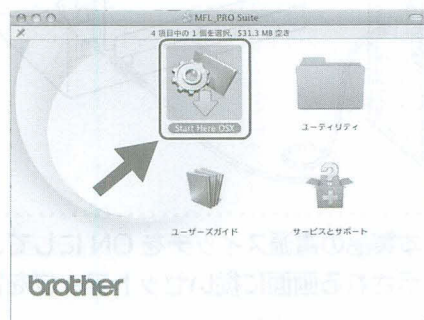 MFL_PRO Suite
4 項目中の 1 個を選択、531.3 MB 空き
Start Here OSX
ユーティリティ
ユーザーズガイド
サービスとサポート
brother